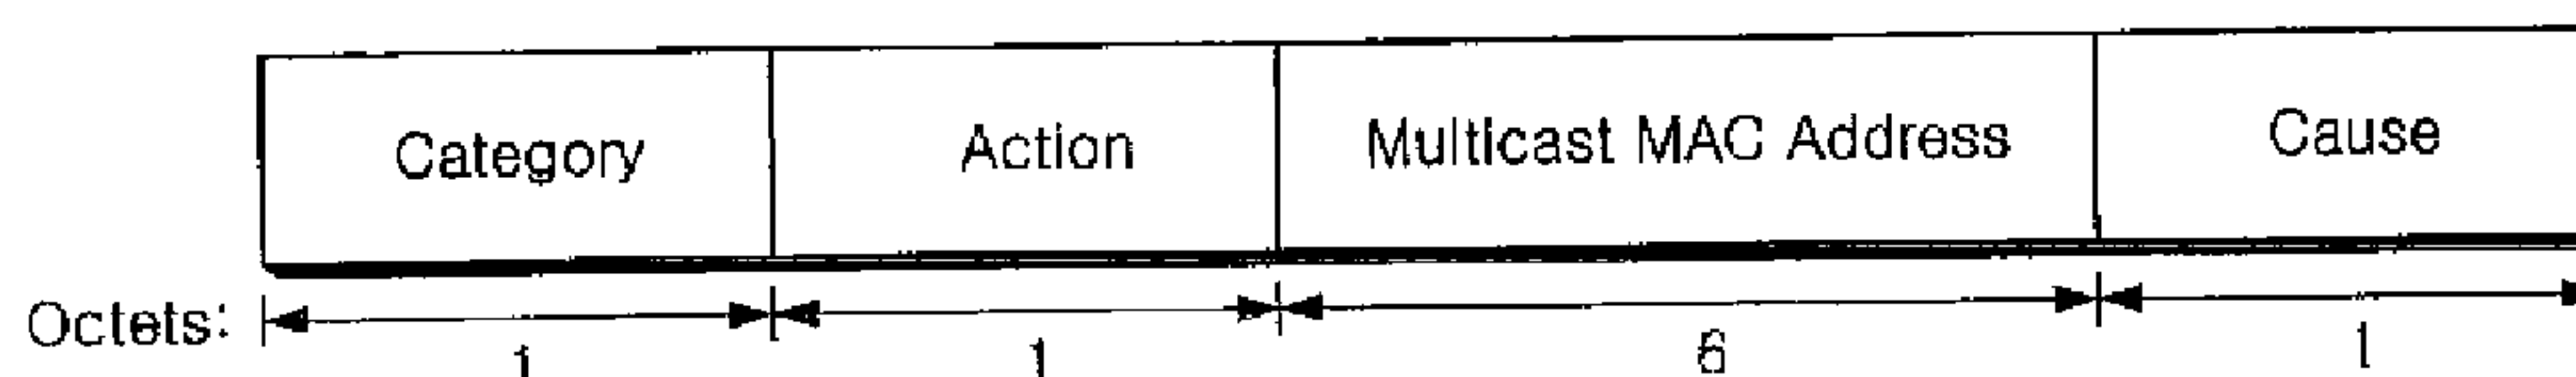 Category Action Multicast MAC Address Cause
Octets: 1 1 6 1